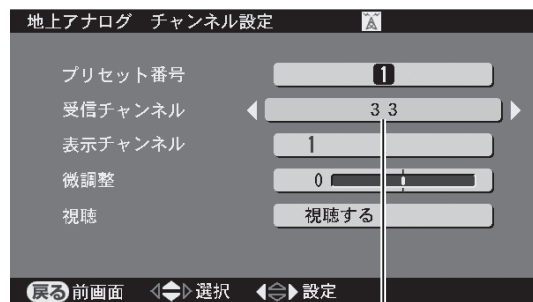 地上アナログ チャンネル設定 A
プリセット番号 1
受信チャンネル 33
表示チャンネル 1
微調整 0
視聴 視聴する
戻る 前画面 選択 設定